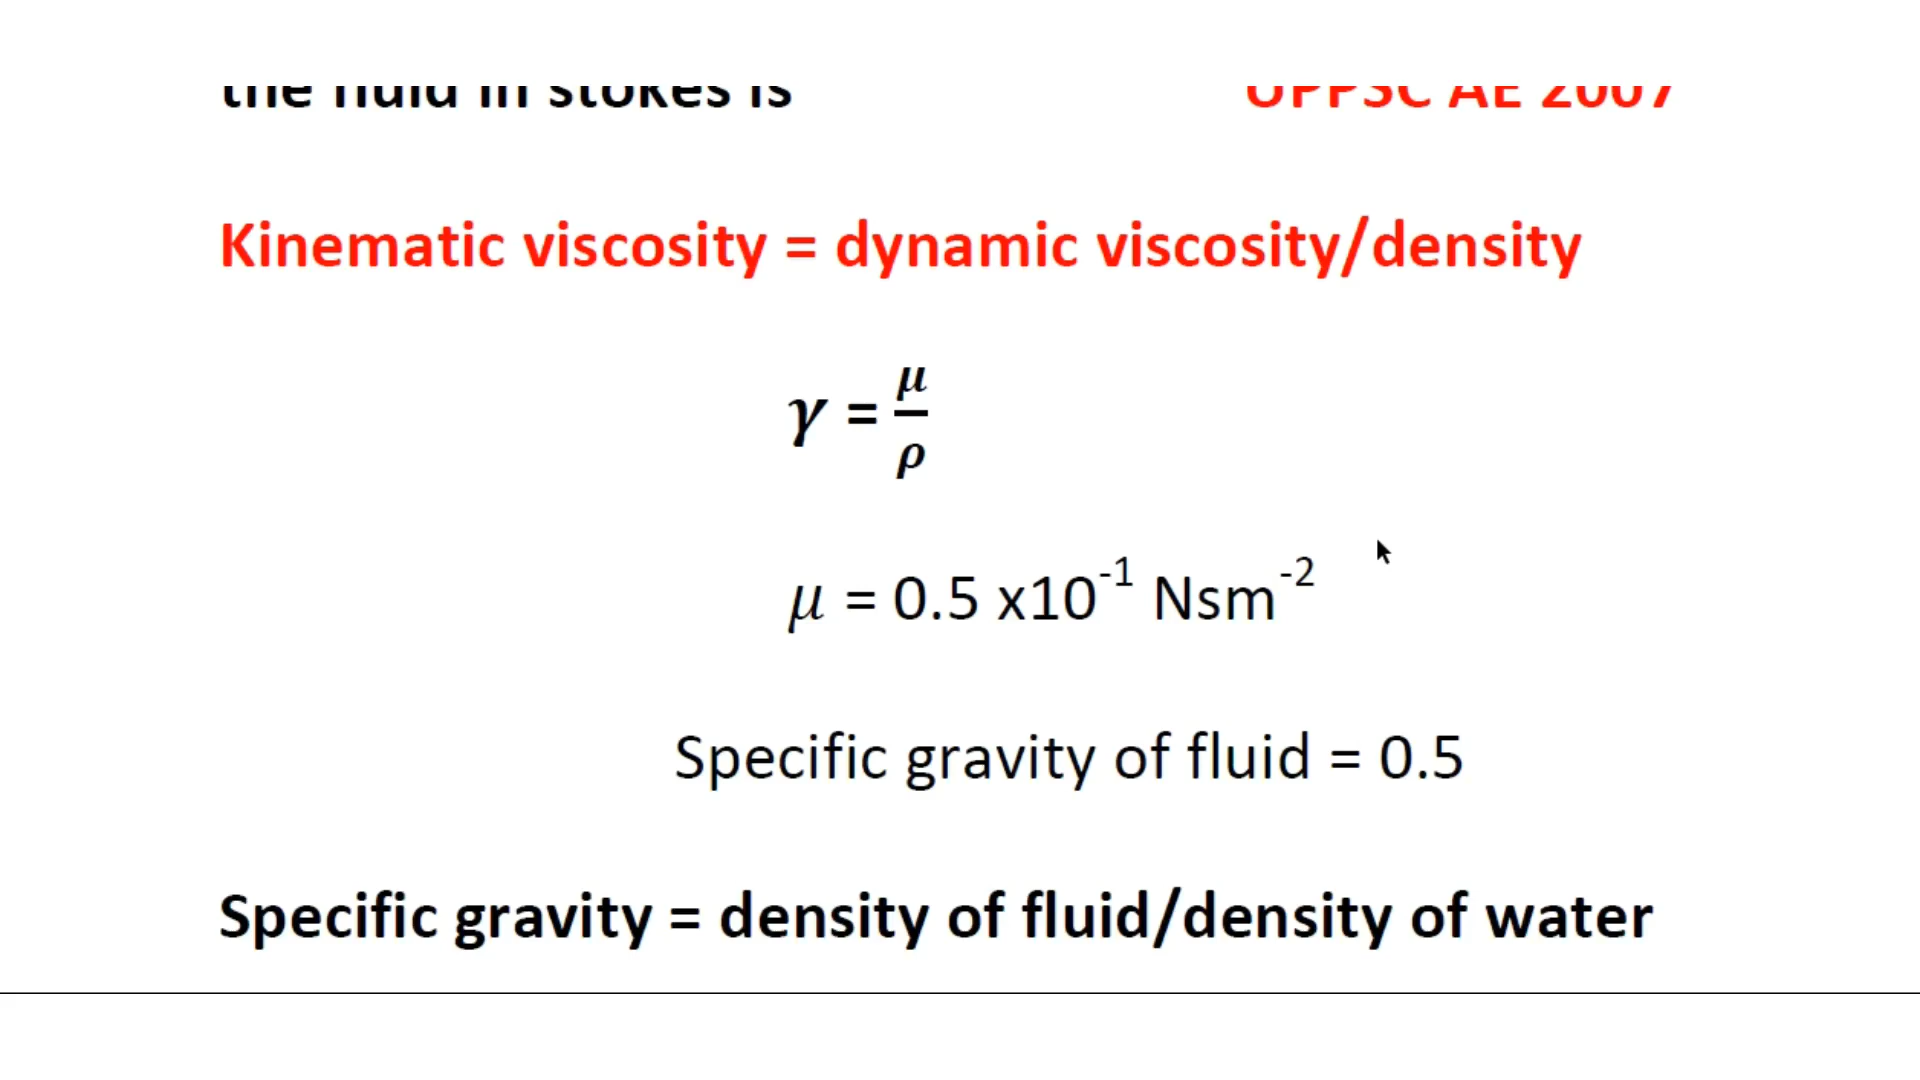 the fluid in stokes is UPPSC AE 2007
Kinematic viscosity = dynamic viscosity/density
γ = μ/ρ
μ = 0.5 x10⁻¹ Nsm⁻²
Specific gravity of fluid = 0.5
Specific gravity = density of fluid/density of water